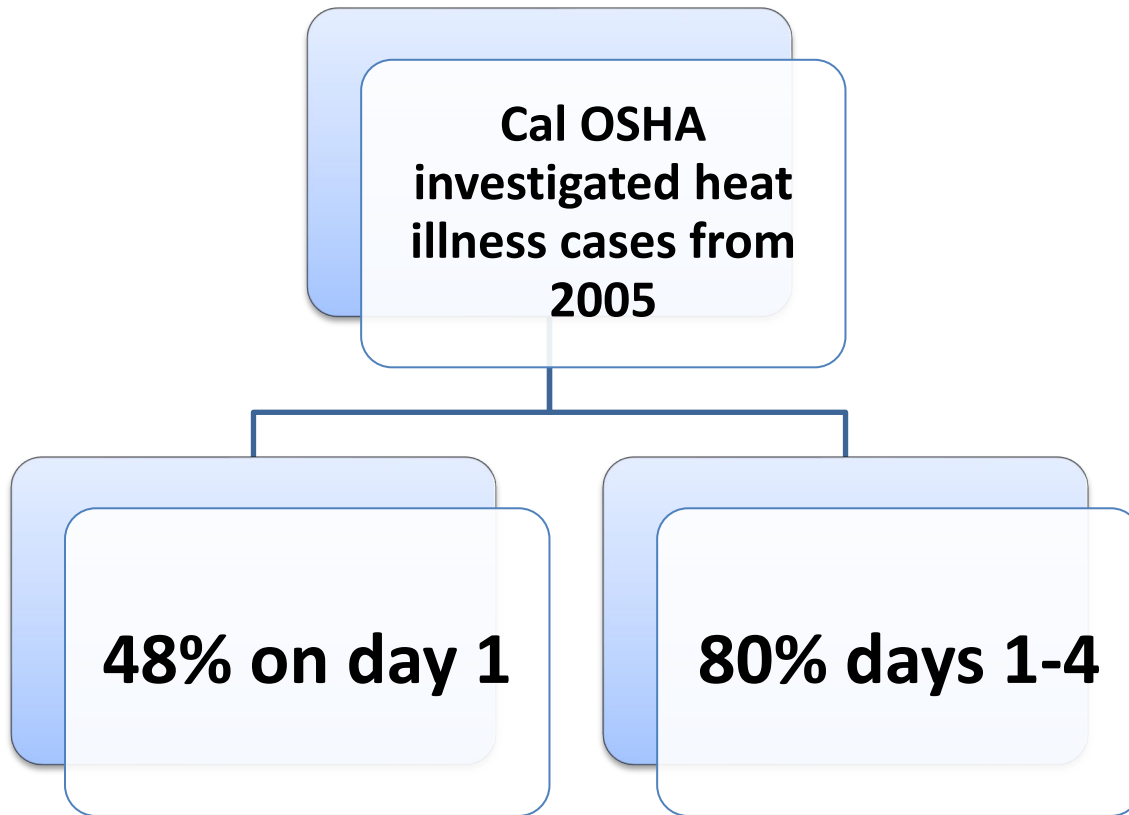 Cal OSHA
investigated heat
illness cases from
2005
48% on day 1
80% days 1-4